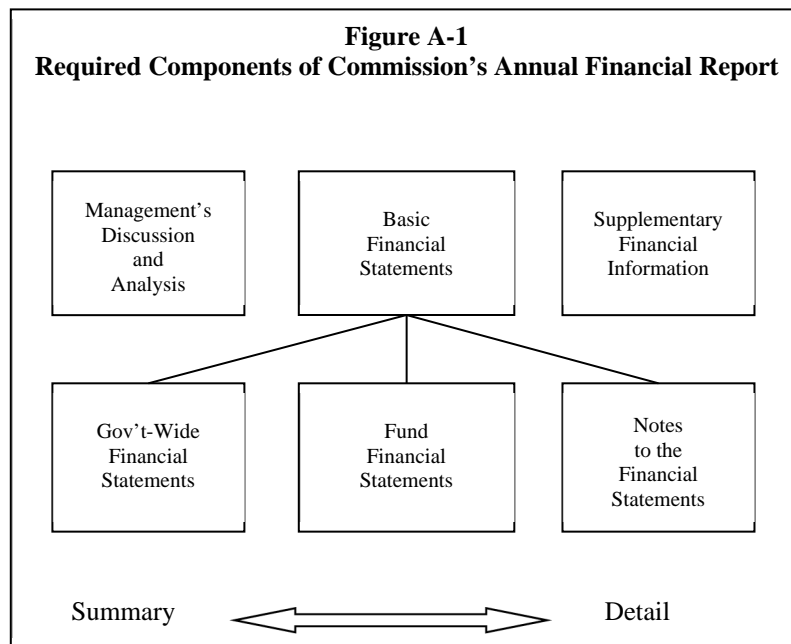 Figure A-1
Required Components of Commission’s Annual Financial Report
Management’s
Discussion
and
Analysis
Basic
Financial
Statements
Supplementary
Financial
Information
Gov’t-Wide
Financial
Statements
Fund
Financial
Statements
Notes
to the
Financial
Statements
Summary
Detail